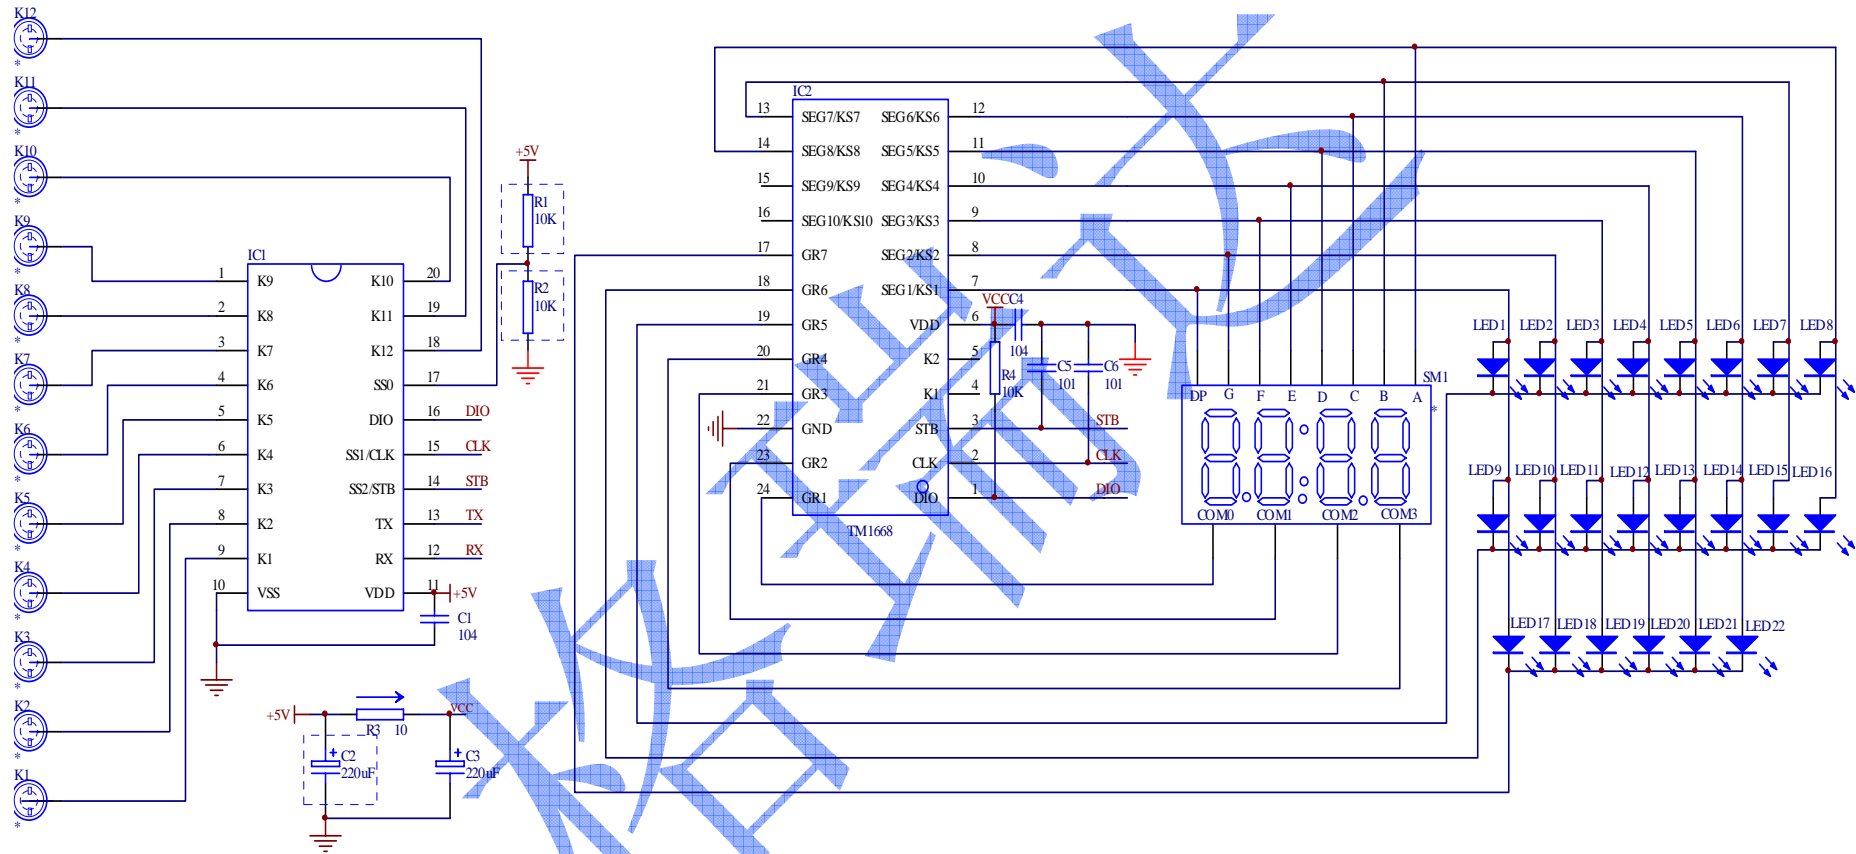 K12
*
K11
*
K10
*
K9
*
K8
*
K7
*
K6
*
K5
*
K4
*
K3
*
K2
*
K1
*
IC1
1 K9 K10 20
2 K8 K11 19
3 K7 K12 18
4 K6 SS0 17
5 K5 DIO 16 DIO
6 K4 SS1/CLK 15 CLK
7 K3 SS2/STB 14 STB
8 K2 TX 13 TX
9 K1 RX 12 RX
10 VSS VDD 11 +5V
C1
104
+5V
R1
10K
R2
10K
+5V
R3 10
VCC
+ C2
220uF
+ C3
220uF
IC2
13 SEG7/KS7 SEG6/KS6 12
14 SEG8/KS8 SEG5/KS5 11
15 SEG9/KS9 SEG4/KS4 10
16 SEG10/KS10 SEG3/KS3 9
17 GR7 SEG2/KS2 8
18 GR6 SEG1/KS1 7
19 GR5 VDD 6
20 GR4 K2 5
21 GR3 K1 4
22 GND STB 3 STB
23 GR2 CLK 2 CLK
24 GR1 DIO 1 DIO
TM1668
VCC C4
104
R4
10K
C5
101
C6
101
SM1
*
DP G F E D C B A
COM0 COM1 COM2 COM3
LED1 LED2 LED3 LED4 LED5 LED6 LED7 LED8
LED9 LED10 LED11 LED12 LED13 LED14 LED15 LED16
LED17 LED18 LED19 LED20 LED21 LED22